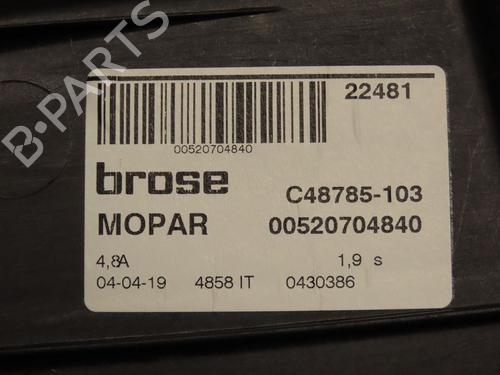 B-PARTS
22481
00520704840
brose C48785-103
MOPAR 00520704840
4,8A 1,9 s
04-04-19 4858 IT 0430386